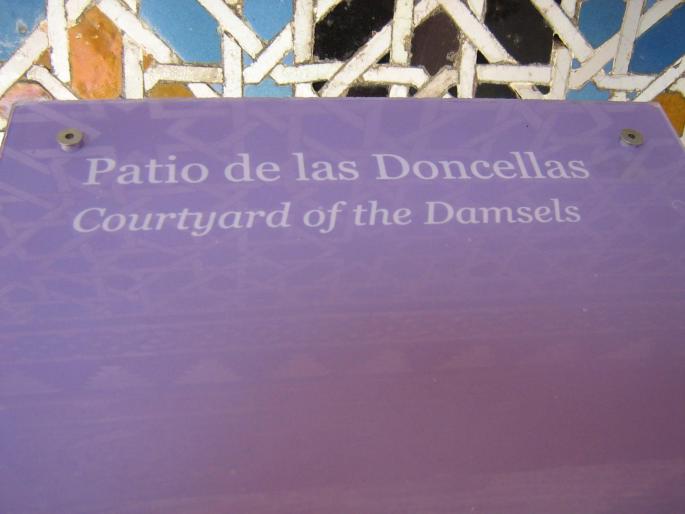 Patio de las Doncellas
Courtyard of the Damsels